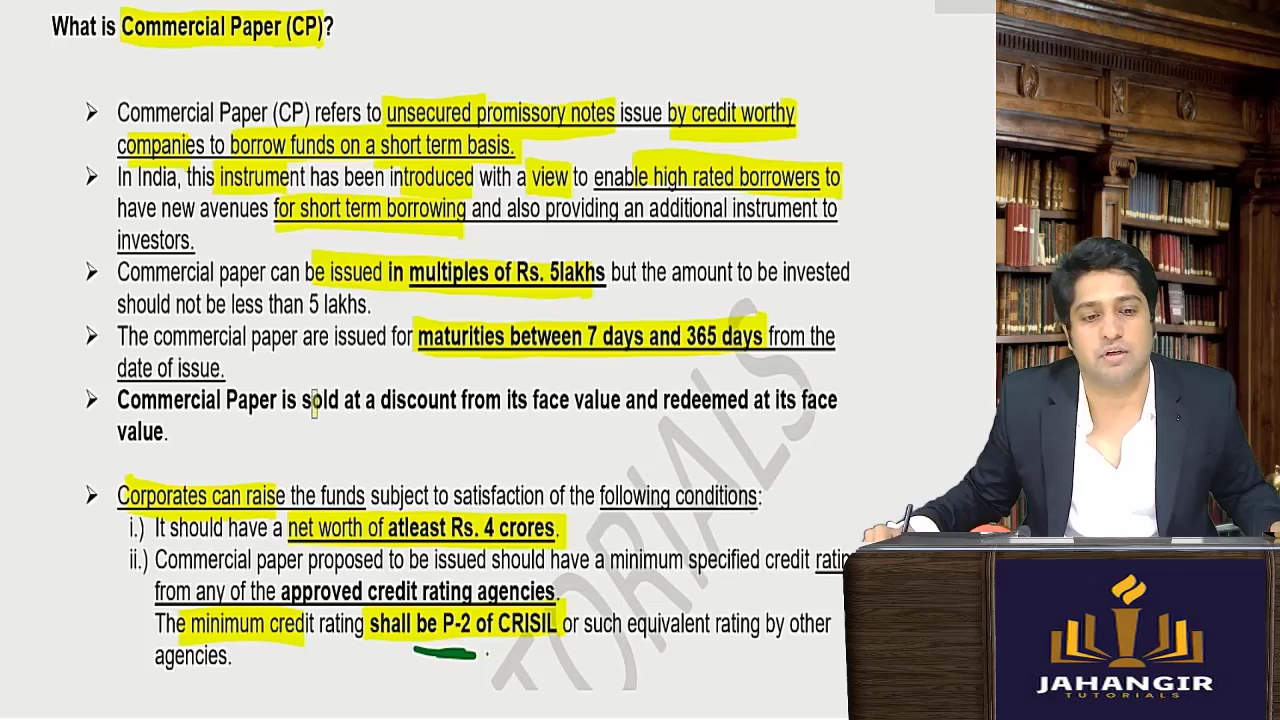 What is Commercial Paper (CP)?
➢ Commercial Paper (CP) refers to unsecured promissory notes issue by credit worthy
companies to borrow funds on a short term basis.
➢ In India, this instrument has been introduced with a view to enable high rated borrowers to
have new avenues for short term borrowing and also providing an additional instrument to
investors.
➢ Commercial paper can be issued in multiples of Rs. 5lakhs but the amount to be invested
should not be less than 5 lakhs.
➢ The commercial paper are issued for maturities between 7 days and 365 days from the
date of issue.
➢ Commercial Paper is sold at a discount from its face value and redeemed at its face
value.
➢ Corporates can raise the funds subject to satisfaction of the following conditions:
i.) It should have a net worth of atleast Rs. 4 crores.
ii.) Commercial paper proposed to be issued should have a minimum specified credit
from any of the approved credit rating agencies.
The minimum credit rating shall be P-2 of CRISIL or such equivalent rating by other
agencies.
TORIALS
JAHANGIR
TUTORIALS